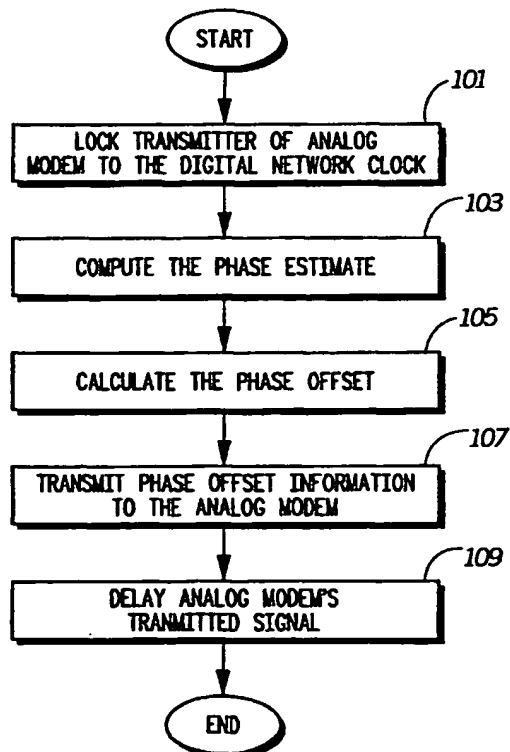 START
101
LOCK TRANSMITTER OF ANALOG
MODEM TO THE DIGITAL NETWORK CLOCK
103
COMPUTE THE PHASE ESTIMATE
105
CALCULATE THE PHASE OFFSET
107
TRANSMIT PHASE OFFSET INFORMATION
TO THE ANALOG MODEM
109
DELAY ANALOG MODEM'S
TRANMITTED SIGNAL
END